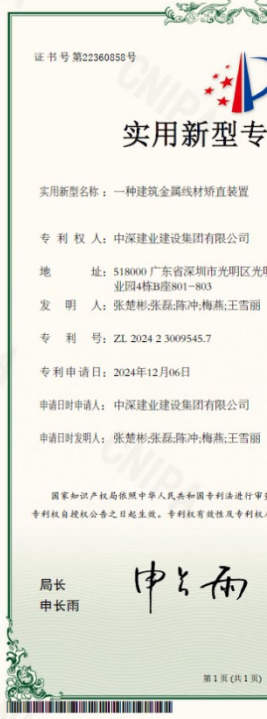 证书号第22360858号
实用新型专
实用新型名称：一种建筑金属线材矫直装置
专利权人：中深建业建设集团有限公司
地址：518000 广东省深圳市光明区光明
业园4栋B座801-803
发明人：张楚彬;张磊;陈冲;梅燕;王雪丽
专利号：ZL 2024 2 3009545.7
专利申请日：2024年12月06日
申请日时申请人：中深建业建设集团有限公司
申请日时发明人：张楚彬;张磊;陈冲;梅燕;王雪丽
国家知识产权局依照中华人民共和国专利法进行审
专利权自授权公告之日起生效。专利权有效性及专利权
局长
申长雨
申长雨
第1页(共1页)
CNIPA